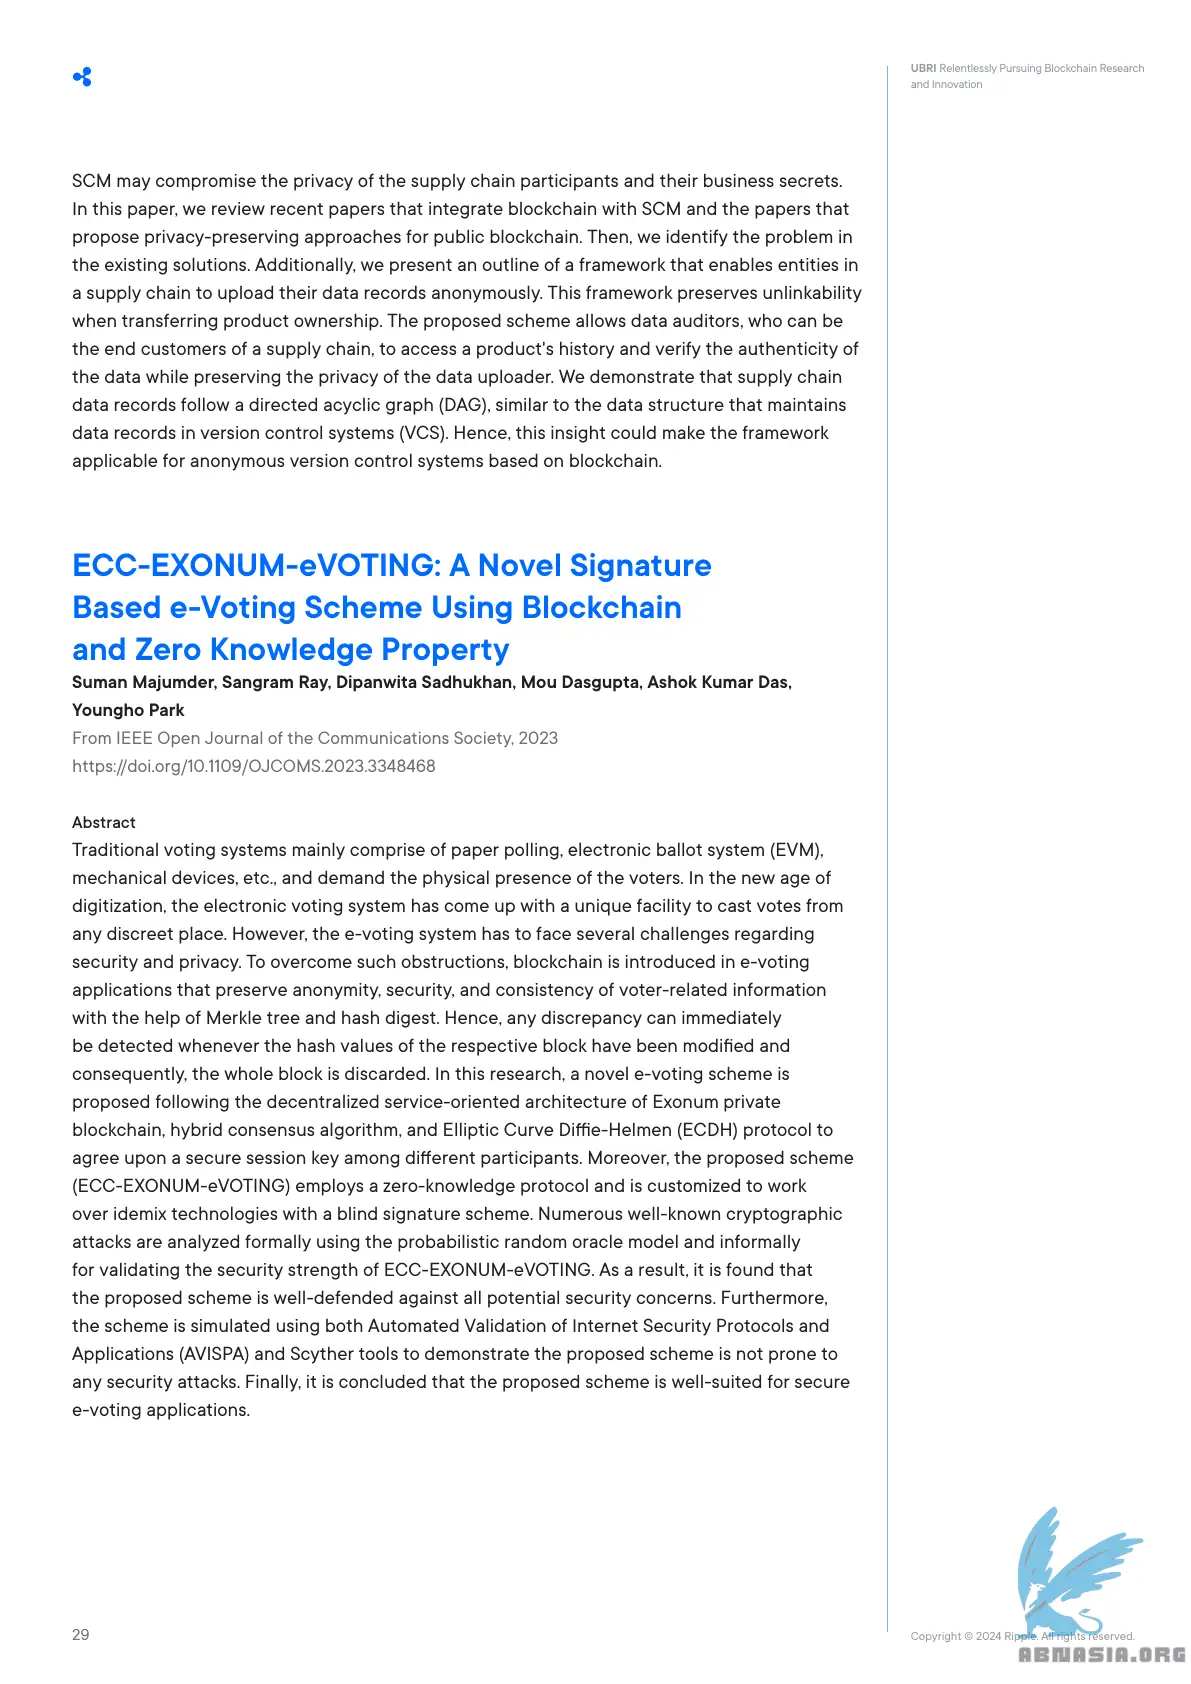 UBRI Relentlessly Pursuing Blockchain Research
and Innovation
SCM may compromise the privacy of the supply chain participants and their business secrets.
In this paper, we review recent papers that integrate blockchain with SCM and the papers that
propose privacy-preserving approaches for public blockchain. Then, we identify the problem in
the existing solutions. Additionally, we present an outline of a framework that enables entities in
a supply chain to upload their data records anonymously. This framework preserves unlinkability
when transferring product ownership. The proposed scheme allows data auditors, who can be
the end customers of a supply chain, to access a product's history and verify the authenticity of
the data while preserving the privacy of the data uploader. We demonstrate that supply chain
data records follow a directed acyclic graph (DAG), similar to the data structure that maintains
data records in version control systems (VCS). Hence, this insight could make the framework
applicable for anonymous version control systems based on blockchain.
ECC-EXONUM-eVOTING: A Novel Signature
Based e-Voting Scheme Using Blockchain
and Zero Knowledge Property
Suman Majumder, Sangram Ray, Dipanwita Sadhukhan, Mou Dasgupta, Ashok Kumar Das,
Youngho Park
From IEEE Open Journal of the Communications Society, 2023
https://doi.org/10.1109/OJCOMS.2023.3348468
Abstract
Traditional voting systems mainly comprise of paper polling, electronic ballot system (EVM),
mechanical devices, etc., and demand the physical presence of the voters. In the new age of
digitization, the electronic voting system has come up with a unique facility to cast votes from
any discreet place. However, the e-voting system has to face several challenges regarding
security and privacy. To overcome such obstructions, blockchain is introduced in e-voting
applications that preserve anonymity, security, and consistency of voter-related information
with the help of Merkle tree and hash digest. Hence, any discrepancy can immediately
be detected whenever the hash values of the respective block have been modified and
consequently, the whole block is discarded. In this research, a novel e-voting scheme is
proposed following the decentralized service-oriented architecture of Exonum private
blockchain, hybrid consensus algorithm, and Elliptic Curve Diffie-Helmen (ECDH) protocol to
agree upon a secure session key among different participants. Moreover, the proposed scheme
(ECC-EXONUM-eVOTING) employs a zero-knowledge protocol and is customized to work
over idemix technologies with a blind signature scheme. Numerous well-known cryptographic
attacks are analyzed formally using the probabilistic random oracle model and informally
for validating the security strength of ECC-EXONUM-eVOTING. As a result, it is found that
the proposed scheme is well-defended against all potential security concerns. Furthermore,
the scheme is simulated using both Automated Validation of Internet Security Protocols and
Applications (AVISPA) and Scyther tools to demonstrate the proposed scheme is not prone to
any security attacks. Finally, it is concluded that the proposed scheme is well-suited for secure
e-voting applications.
29
Copyright © 2024 Ripple. All rights reserved.
ABNASIA.ORG